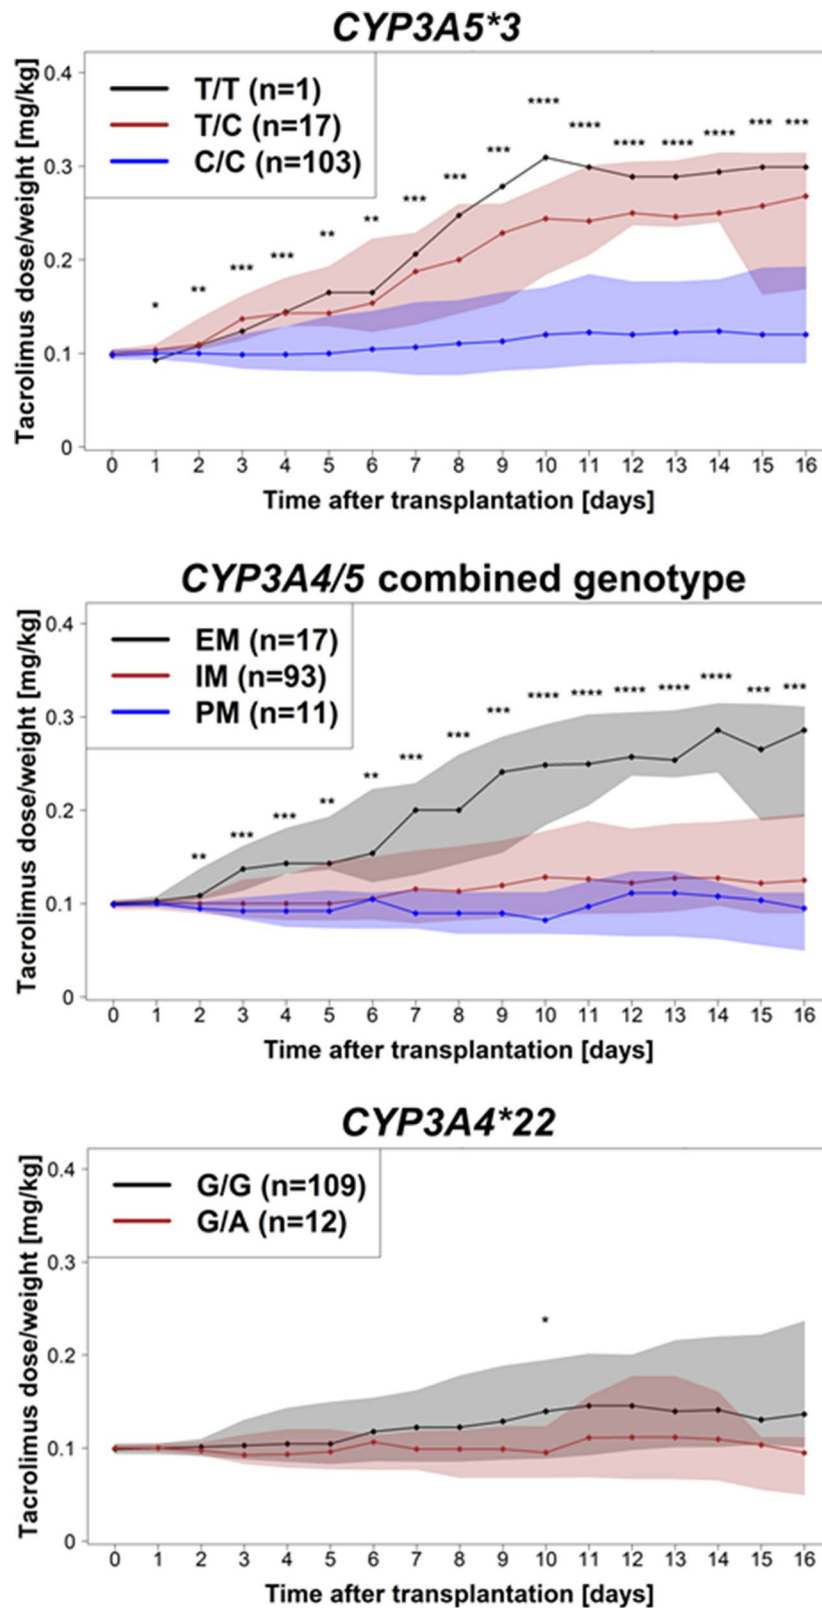 CYP3A5*3
Tacrolimus dose/weight [mg/kg]
T/T (n=1)
T/C (n=17)
C/C (n=103)
0.4
0.3
0.2
0.1
0
* ** *** *** ** ** *** *** *** **** **** **** **** **** *** ***
0 1 2 3 4 5 6 7 8 9 10 11 12 13 14 15 16
Time after transplantation [days]
CYP3A4/5 combined genotype
Tacrolimus dose/weight [mg/kg]
EM (n=17)
IM (n=93)
PM (n=11)
0.4
0.3
0.2
0.1
0
** *** *** ** ** *** *** *** **** **** **** **** **** *** ***
0 1 2 3 4 5 6 7 8 9 10 11 12 13 14 15 16
Time after transplantation [days]
CYP3A4*22
Tacrolimus dose/weight [mg/kg]
G/G (n=109)
G/A (n=12)
0.4
0.3
0.2
0.1
0
*
0 1 2 3 4 5 6 7 8 9 10 11 12 13 14 15 16
Time after transplantation [days]